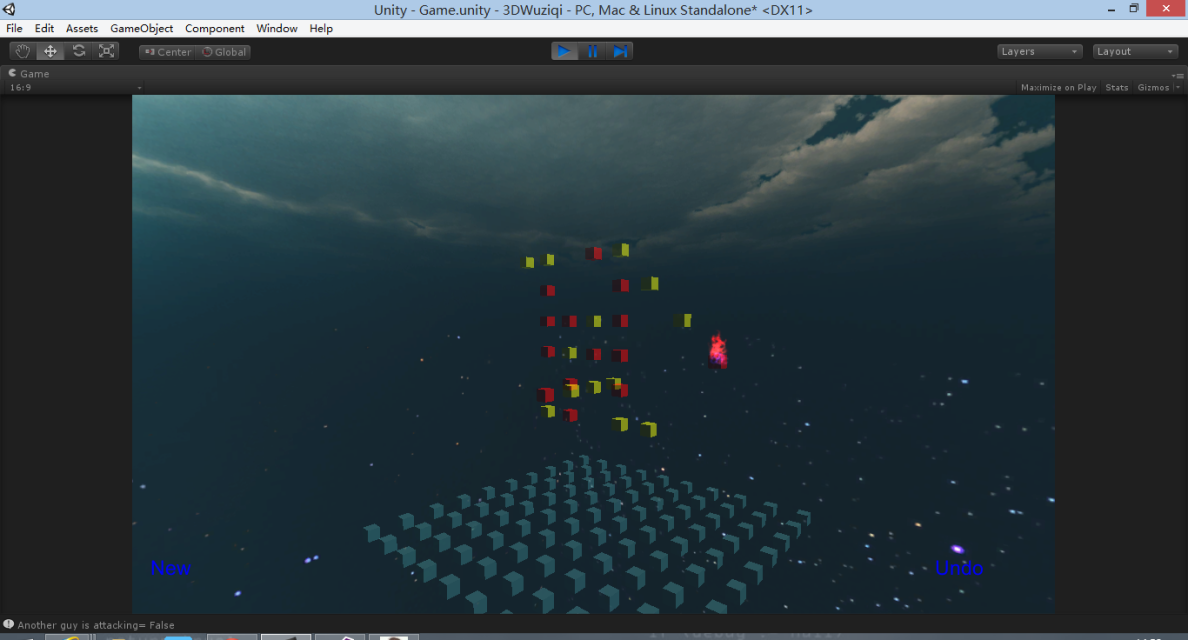 Unity - Game.unity - 3DWuziqi - PC, Mac & Linux Standalone* <DX11>
File Edit Assets GameObject Component Window Help
Center Global Layers Layout
Game
16:9 Maximize on Play Stats Gizmos
New Undo
Another guy is attacking= False